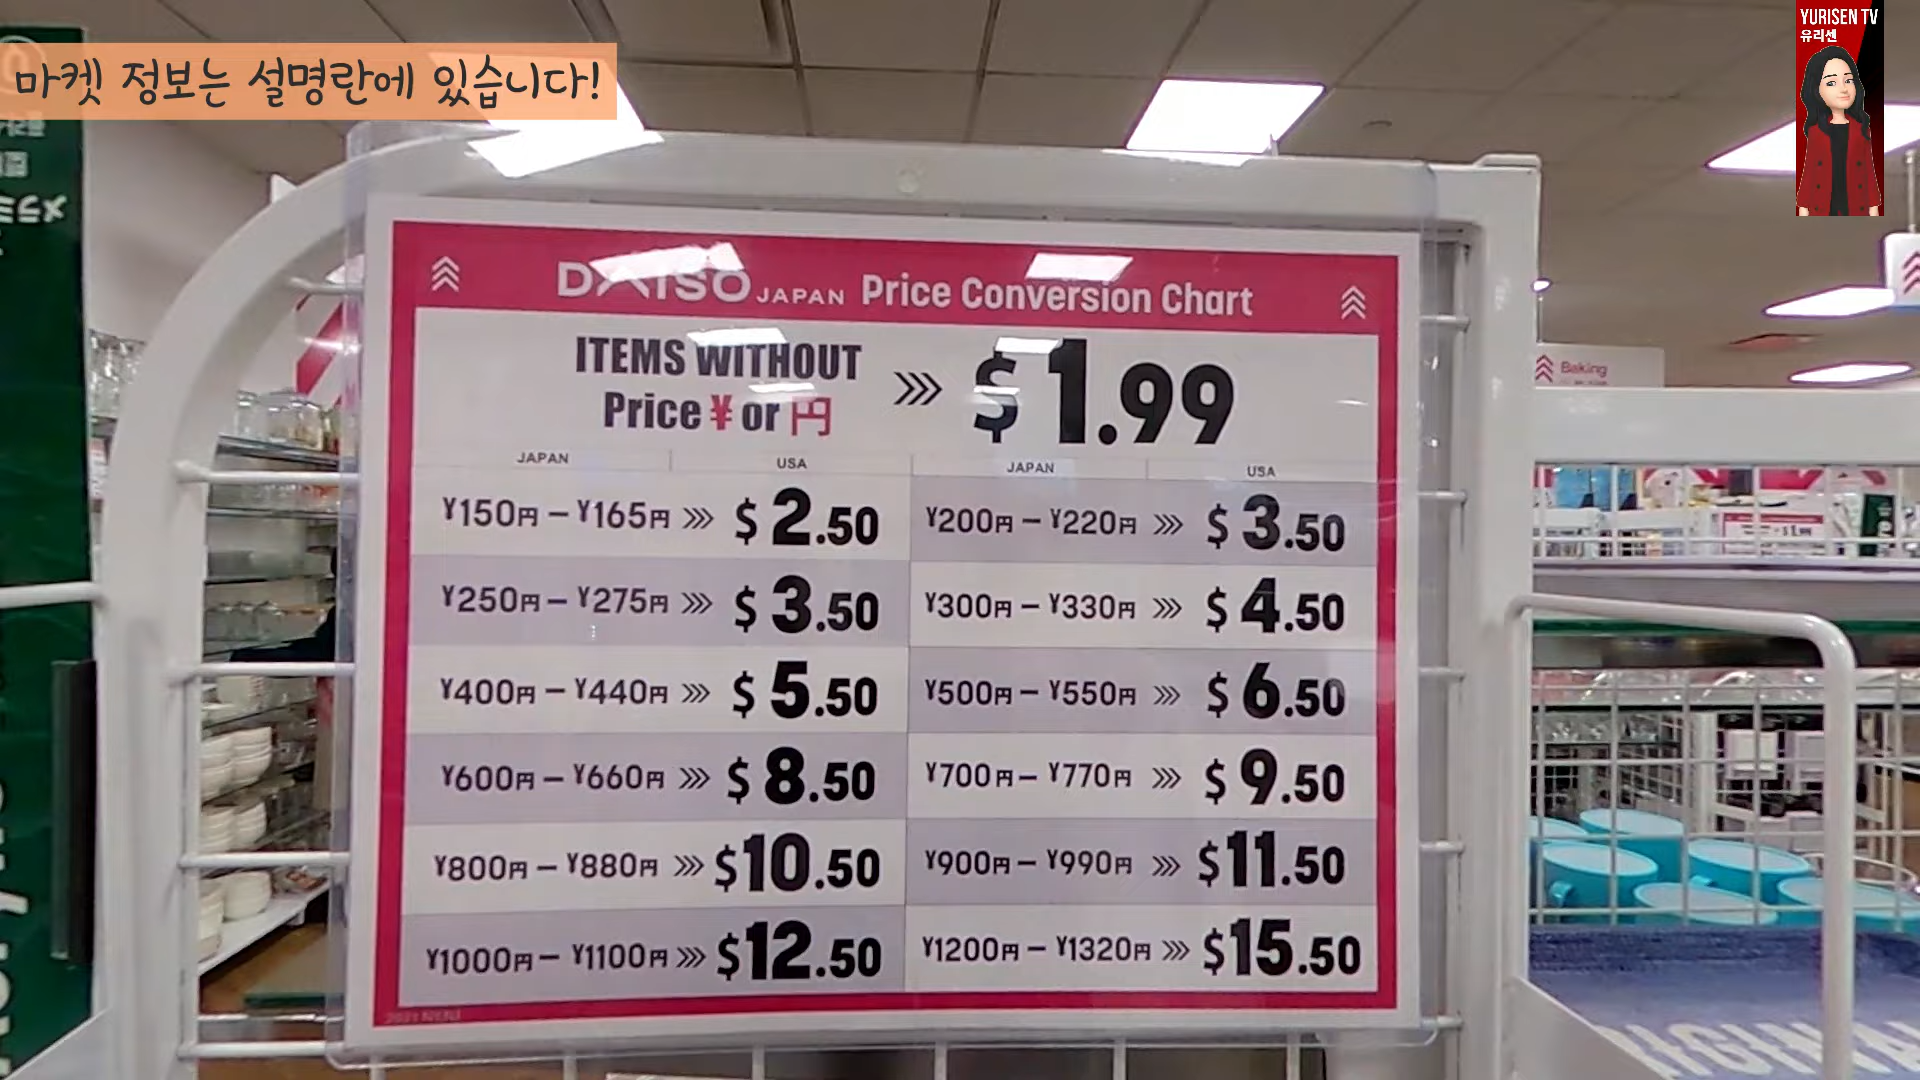 마켓 정보는 설명란에 있습니다!
YURISEN TV
유리센
DAISO JAPAN Price Conversion Chart
ITEMS WITHOUT
Price ¥ or 円 >>> $1.99
JAPAN USA JAPAN USA
¥150円 – ¥165円 >>> $2.50 ¥200円 – ¥220円 >>> $3.50
¥250円 – ¥275円 >>> $3.50 ¥300円 – ¥330円 >>> $4.50
¥400円 – ¥440円 >>> $5.50 ¥500円 – ¥550円 >>> $6.50
¥600円 – ¥660円 >>> $8.50 ¥700円 – ¥770円 >>> $9.50
¥800円 – ¥880円 >>> $10.50 ¥900円 – ¥990円 >>> $11.50
¥1000円 – ¥1100円 >>> $12.50 ¥1200円 – ¥1320円 >>> $15.50
Baking